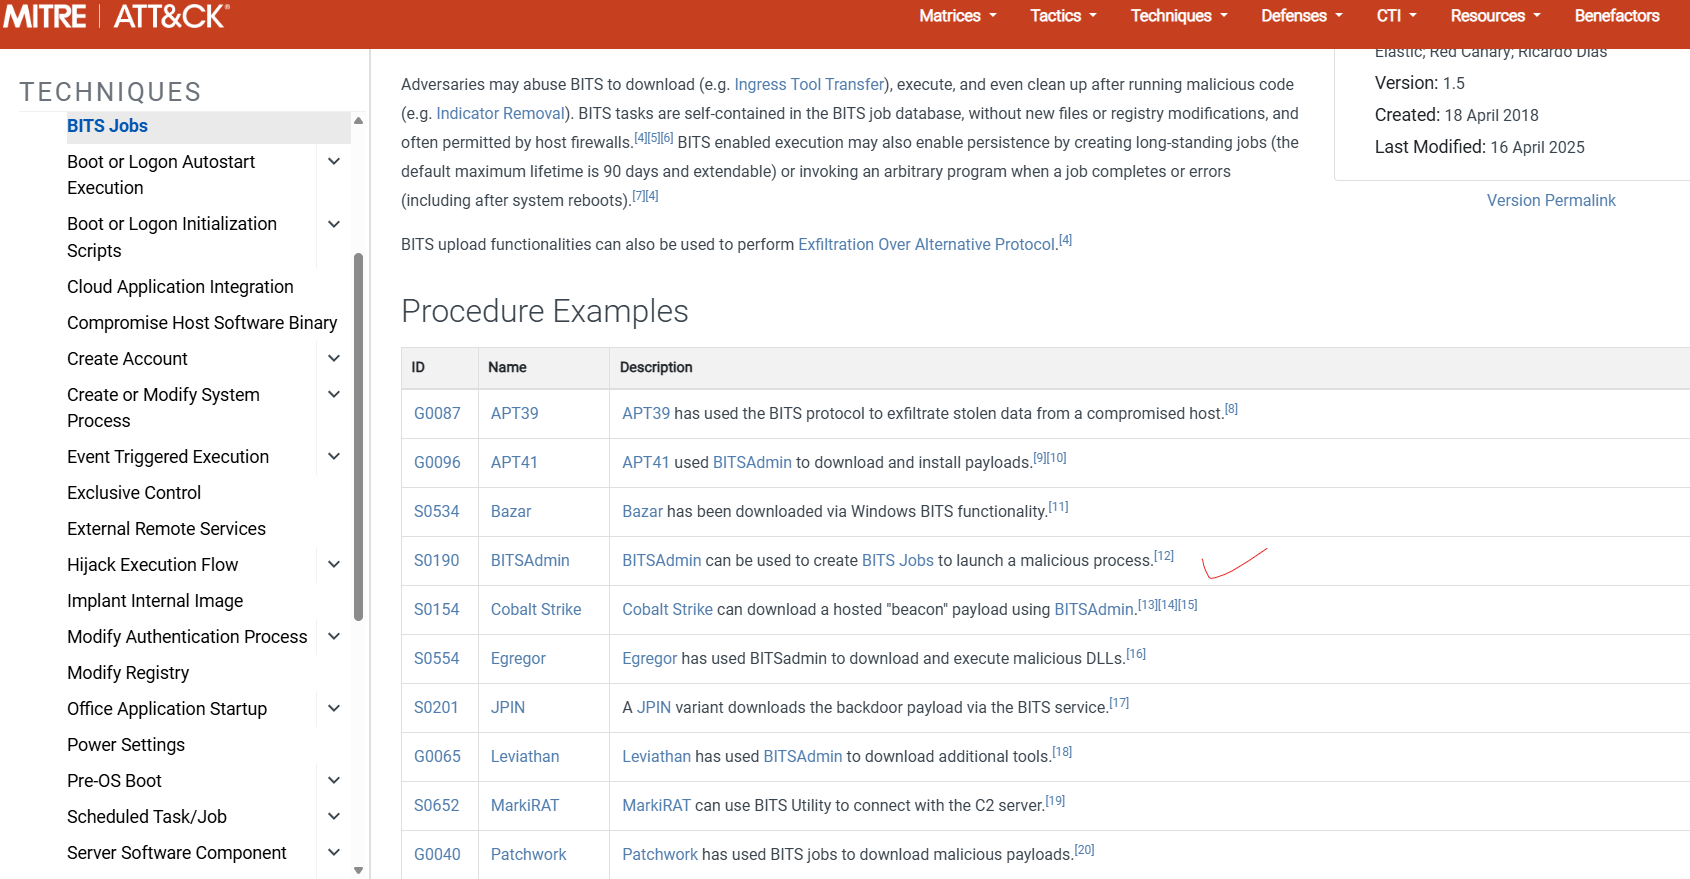 MITRE | ATT&CK®
Matrices Tactics Techniques Defenses CTI Resources Benefactors
TECHNIQUES
BITS Jobs
Boot or Logon Autostart
Execution
Boot or Logon Initialization
Scripts
Cloud Application Integration
Compromise Host Software Binary
Create Account
Create or Modify System
Process
Event Triggered Execution
Exclusive Control
External Remote Services
Hijack Execution Flow
Implant Internal Image
Modify Authentication Process
Modify Registry
Office Application Startup
Power Settings
Pre-OS Boot
Scheduled Task/Job
Server Software Component
Adversaries may abuse BITS to download (e.g. Ingress Tool Transfer), execute, and even clean up after running malicious code
(e.g. Indicator Removal). BITS tasks are self-contained in the BITS job database, without new files or registry modifications, and
often permitted by host firewalls.[4][5][6] BITS enabled execution may also enable persistence by creating long-standing jobs (the
default maximum lifetime is 90 days and extendable) or invoking an arbitrary program when a job completes or errors
(including after system reboots).[7][4]
BITS upload functionalities can also be used to perform Exfiltration Over Alternative Protocol.[4]
Elastic; Red Canary; Ricardo Dias
Version: 1.5
Created: 18 April 2018
Last Modified: 16 April 2025
Version Permalink
Procedure Examples
ID Name Description
G0087 APT39 APT39 has used the BITS protocol to exfiltrate stolen data from a compromised host.[8]
G0096 APT41 APT41 used BITSAdmin to download and install payloads.[9][10]
S0534 Bazar Bazar has been downloaded via Windows BITS functionality.[11]
S0190 BITSAdmin BITSAdmin can be used to create BITS Jobs to launch a malicious process.[12]
S0154 Cobalt Strike Cobalt Strike can download a hosted "beacon" payload using BITSAdmin.[13][14][15]
S0554 Egregor Egregor has used BITSadmin to download and execute malicious DLLs.[16]
S0201 JPIN A JPIN variant downloads the backdoor payload via the BITS service.[17]
G0065 Leviathan Leviathan has used BITSAdmin to download additional tools.[18]
S0652 MarkiRAT MarkiRAT can use BITS Utility to connect with the C2 server.[19]
G0040 Patchwork Patchwork has used BITS jobs to download malicious payloads.[20]